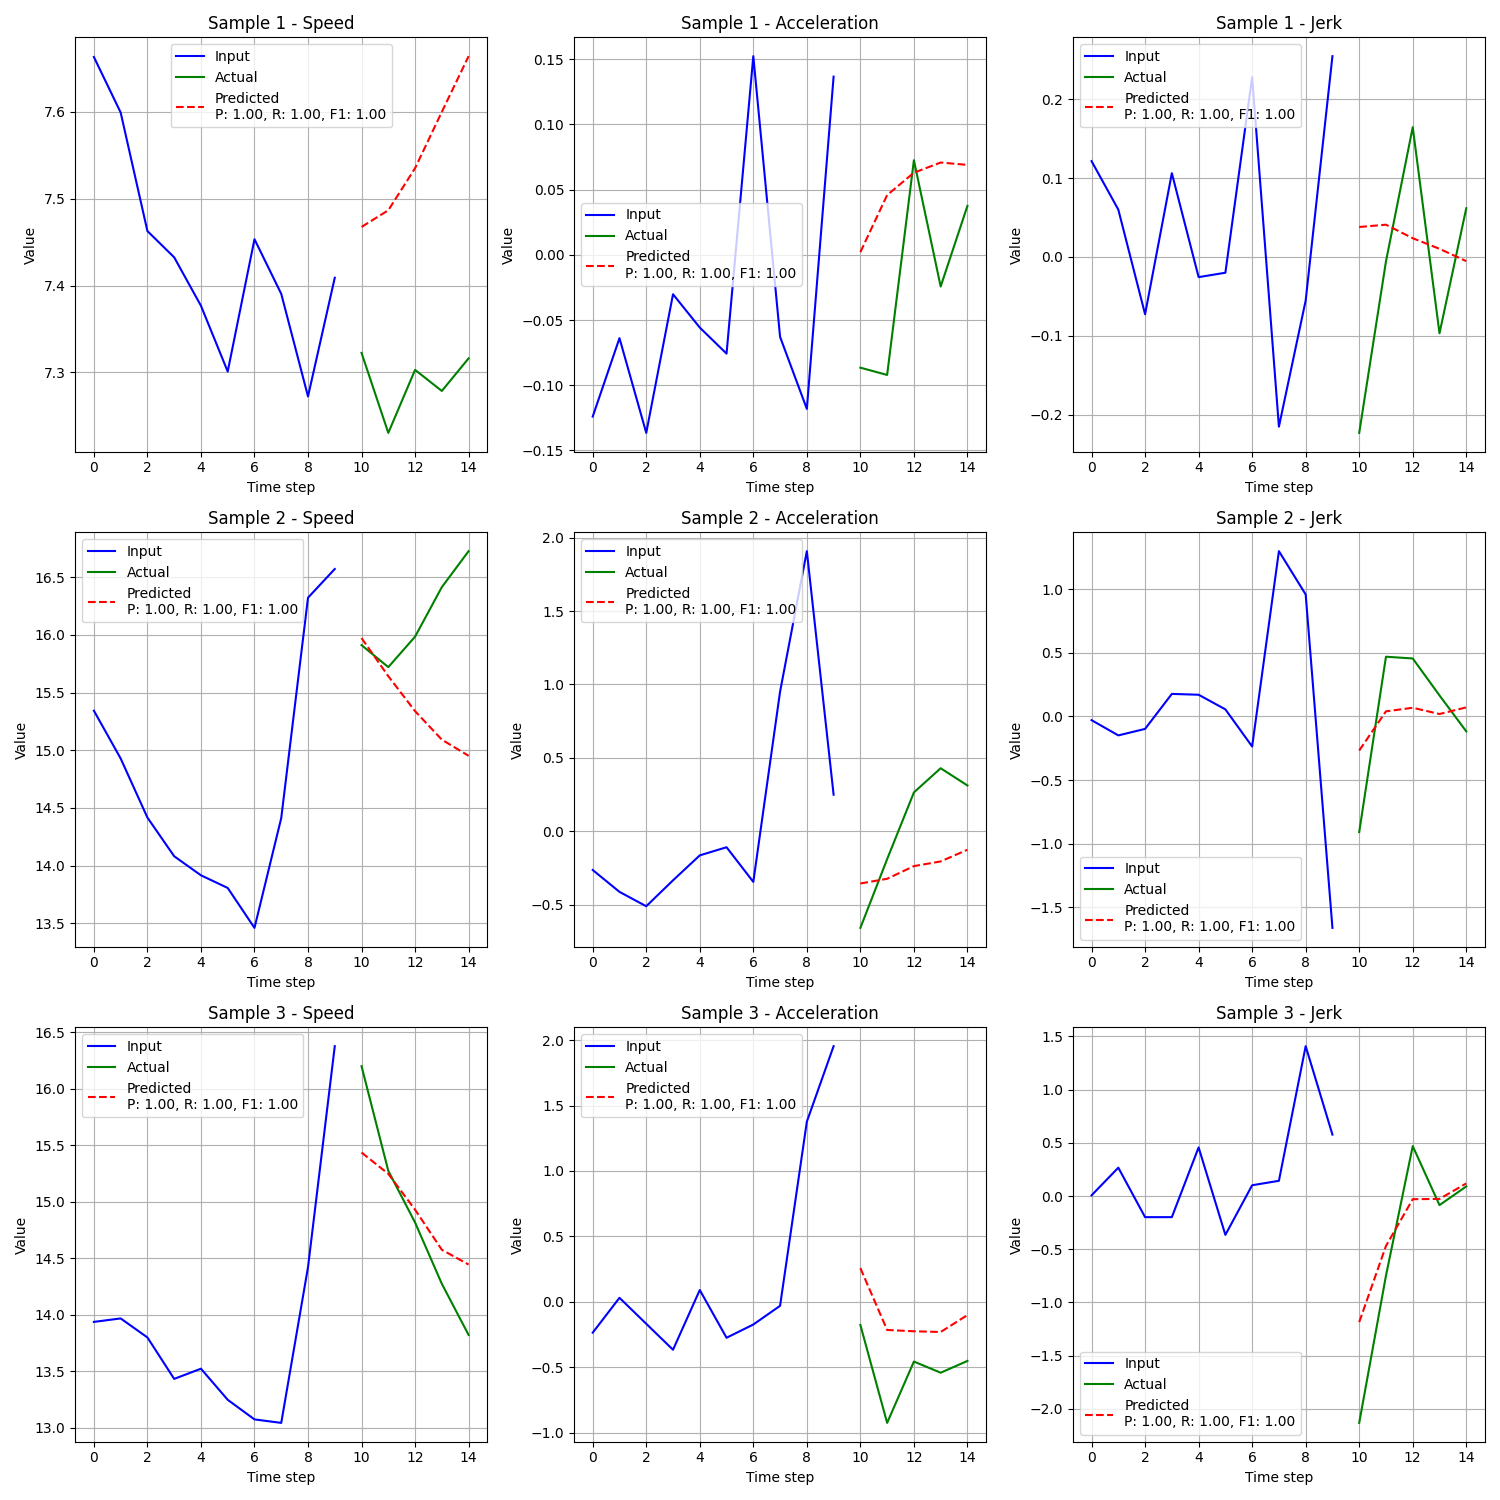 Sample 1 - Speed
Input
Actual
Predicted
P: 1.00, R: 1.00, F1: 1.00
7.6
7.5
7.4
7.3
Value
0 2 4 6 8 10 12 14
Time step
Sample 1 - Acceleration
Input
Actual
Predicted
P: 1.00, R: 1.00, F1: 1.00
0.15
0.10
0.05
0.00
−0.05
−0.10
−0.15
Value
0 2 4 6 8 10 12 14
Time step
Sample 1 - Jerk
Input
Actual
Predicted
P: 1.00, R: 1.00, F1: 1.00
0.2
0.1
0.0
−0.1
−0.2
Value
0 2 4 6 8 10 12 14
Time step
Sample 2 - Speed
Input
Actual
Predicted
P: 1.00, R: 1.00, F1: 1.00
16.5
16.0
15.5
15.0
14.5
14.0
13.5
Value
0 2 4 6 8 10 12 14
Time step
Sample 2 - Acceleration
Input
Actual
Predicted
P: 1.00, R: 1.00, F1: 1.00
2.0
1.5
1.0
0.5
0.0
−0.5
Value
0 2 4 6 8 10 12 14
Time step
Sample 2 - Jerk
1.0
0.5
0.0
−0.5
−1.0
−1.5
Value
Input
Actual
Predicted
P: 1.00, R: 1.00, F1: 1.00
0 2 4 6 8 10 12 14
Time step
Sample 3 - Speed
Input
Actual
Predicted
P: 1.00, R: 1.00, F1: 1.00
16.5
16.0
15.5
15.0
14.5
14.0
13.5
13.0
Value
0 2 4 6 8 10 12 14
Time step
Sample 3 - Acceleration
Input
Actual
Predicted
P: 1.00, R: 1.00, F1: 1.00
2.0
1.5
1.0
0.5
0.0
−0.5
−1.0
Value
0 2 4 6 8 10 12 14
Time step
Sample 3 - Jerk
1.5
1.0
0.5
0.0
−0.5
−1.0
−1.5
−2.0
Value
Input
Actual
Predicted
P: 1.00, R: 1.00, F1: 1.00
0 2 4 6 8 10 12 14
Time step